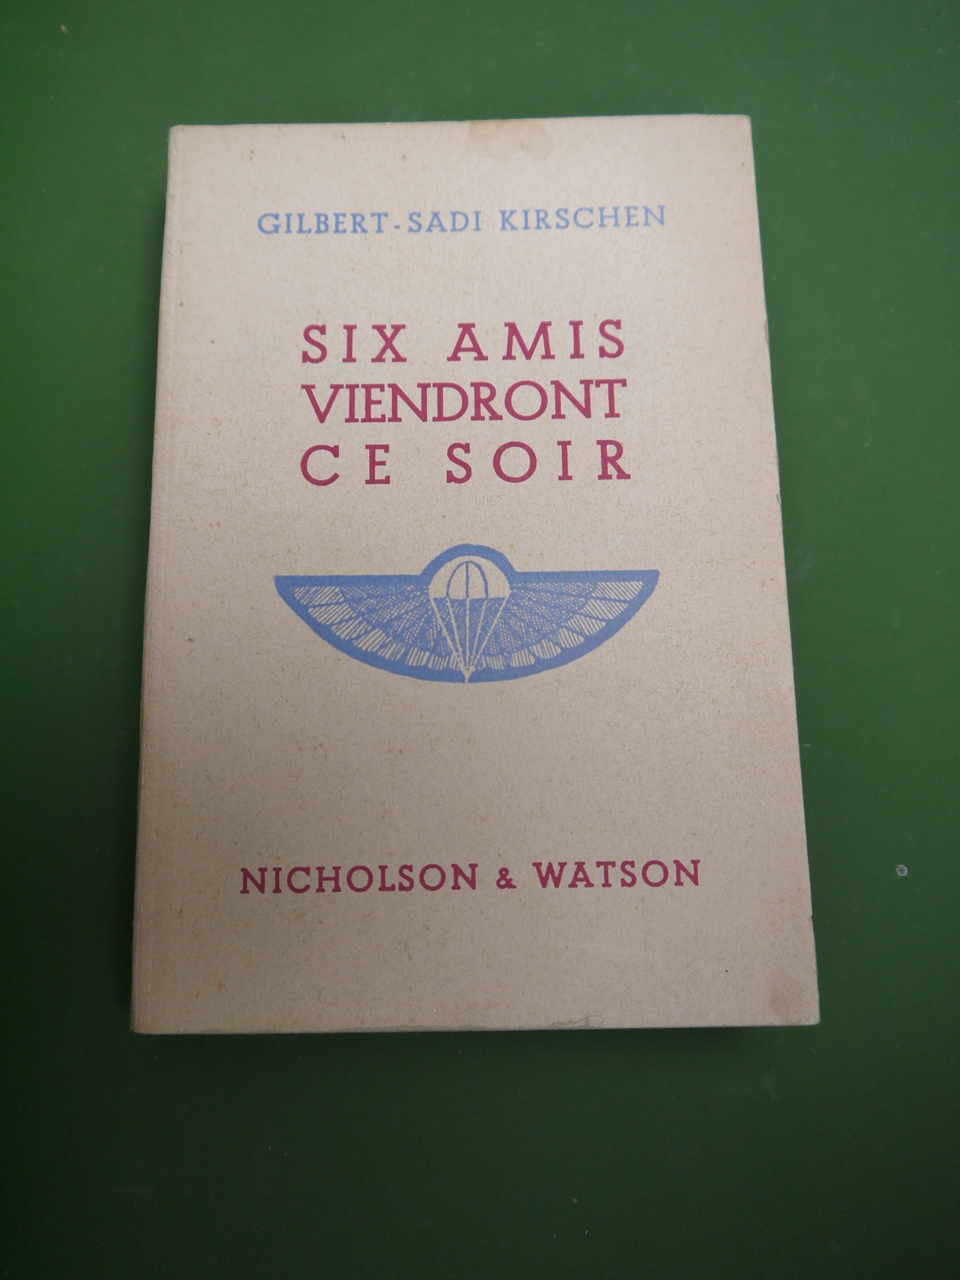 GILBERT-SADI KIRSCHEN
SIX AMIS
VIENDRONT
CE SOIR
NICHOLSON & WATSON